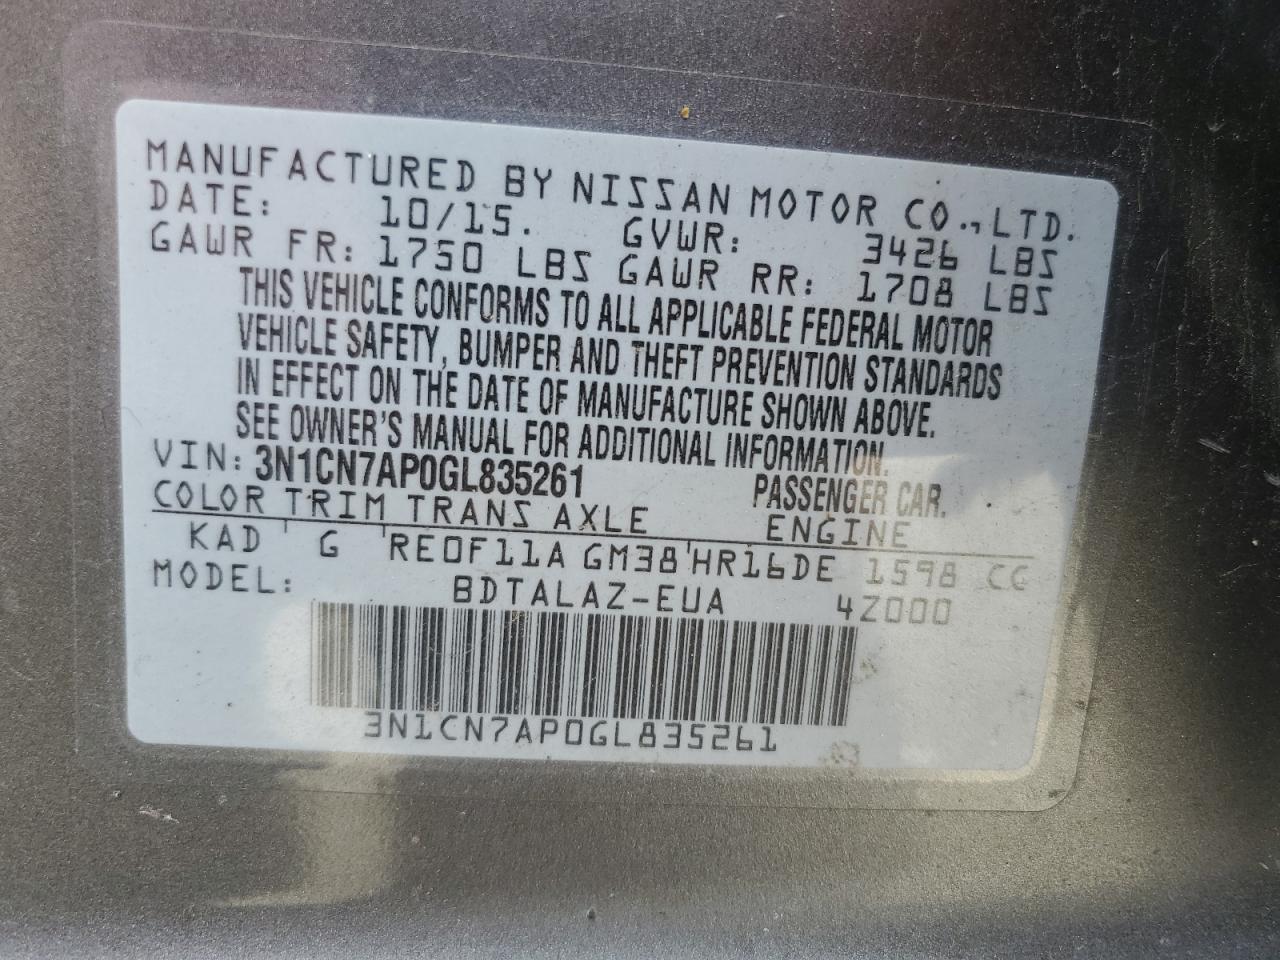 MANUFACTURED BY NISSAN MOTOR CO., LTD.
DATE: 10/15. GVWR: 3426 LBS
GAWR FR: 1750 LBS GAWR RR: 1708 LBS
THIS VEHICLE CONFORMS TO ALL APPLICABLE FEDERAL MOTOR
VEHICLE SAFETY, BUMPER AND THEFT PREVENTION STANDARDS
IN EFFECT ON THE DATE OF MANUFACTURE SHOWN ABOVE.
SEE OWNER'S MANUAL FOR ADDITIONAL INFORMATION.
VIN: 3N1CN7AP0GL835261 PASSENGER CAR.
COLOR TRIM TRANS AXLE ENGINE
KAD ' G 'RE0F11A GM38'HR16DE 1598 CC
MODEL: BDTALAZ-EUA 4Z000
3N1CN7AP0GL835261